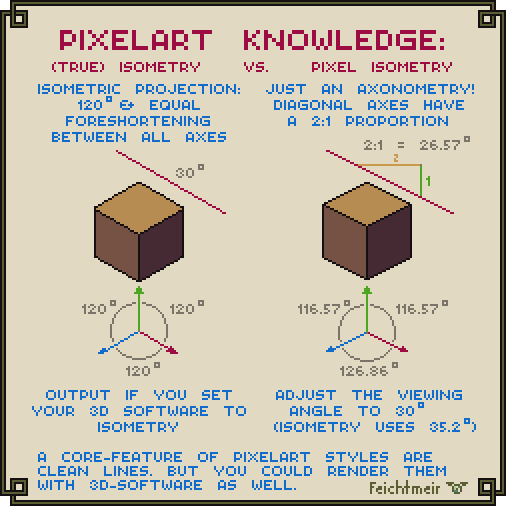 PIXELART KNOWLEDGE:
(TRUE) ISOMETRY VS. PIXEL ISOMETRY
ISOMETRIC PROJECTION:
120° & EQUAL
FORESHORTENING
BETWEEN ALL AXES
JUST AN AXONOMETRY!
DIAGONAL AXES HAVE
A 2:1 PROPORTION
30°
2:1 = 26.57°
2
1
120° 120°
120°
116.57° 116.57°
126.86°
OUTPUT IF YOU SET
YOUR 3D SOFTWARE TO
ISOMETRY
ADJUST THE VIEWING
ANGLE TO 30°
(ISOMETRY USES 35.2°)
A CORE-FEATURE OF PIXELART STYLES ARE
CLEAN LINES. BUT YOU COULD RENDER THEM
WITH 3D-SOFTWARE AS WELL.
Feichtmeir